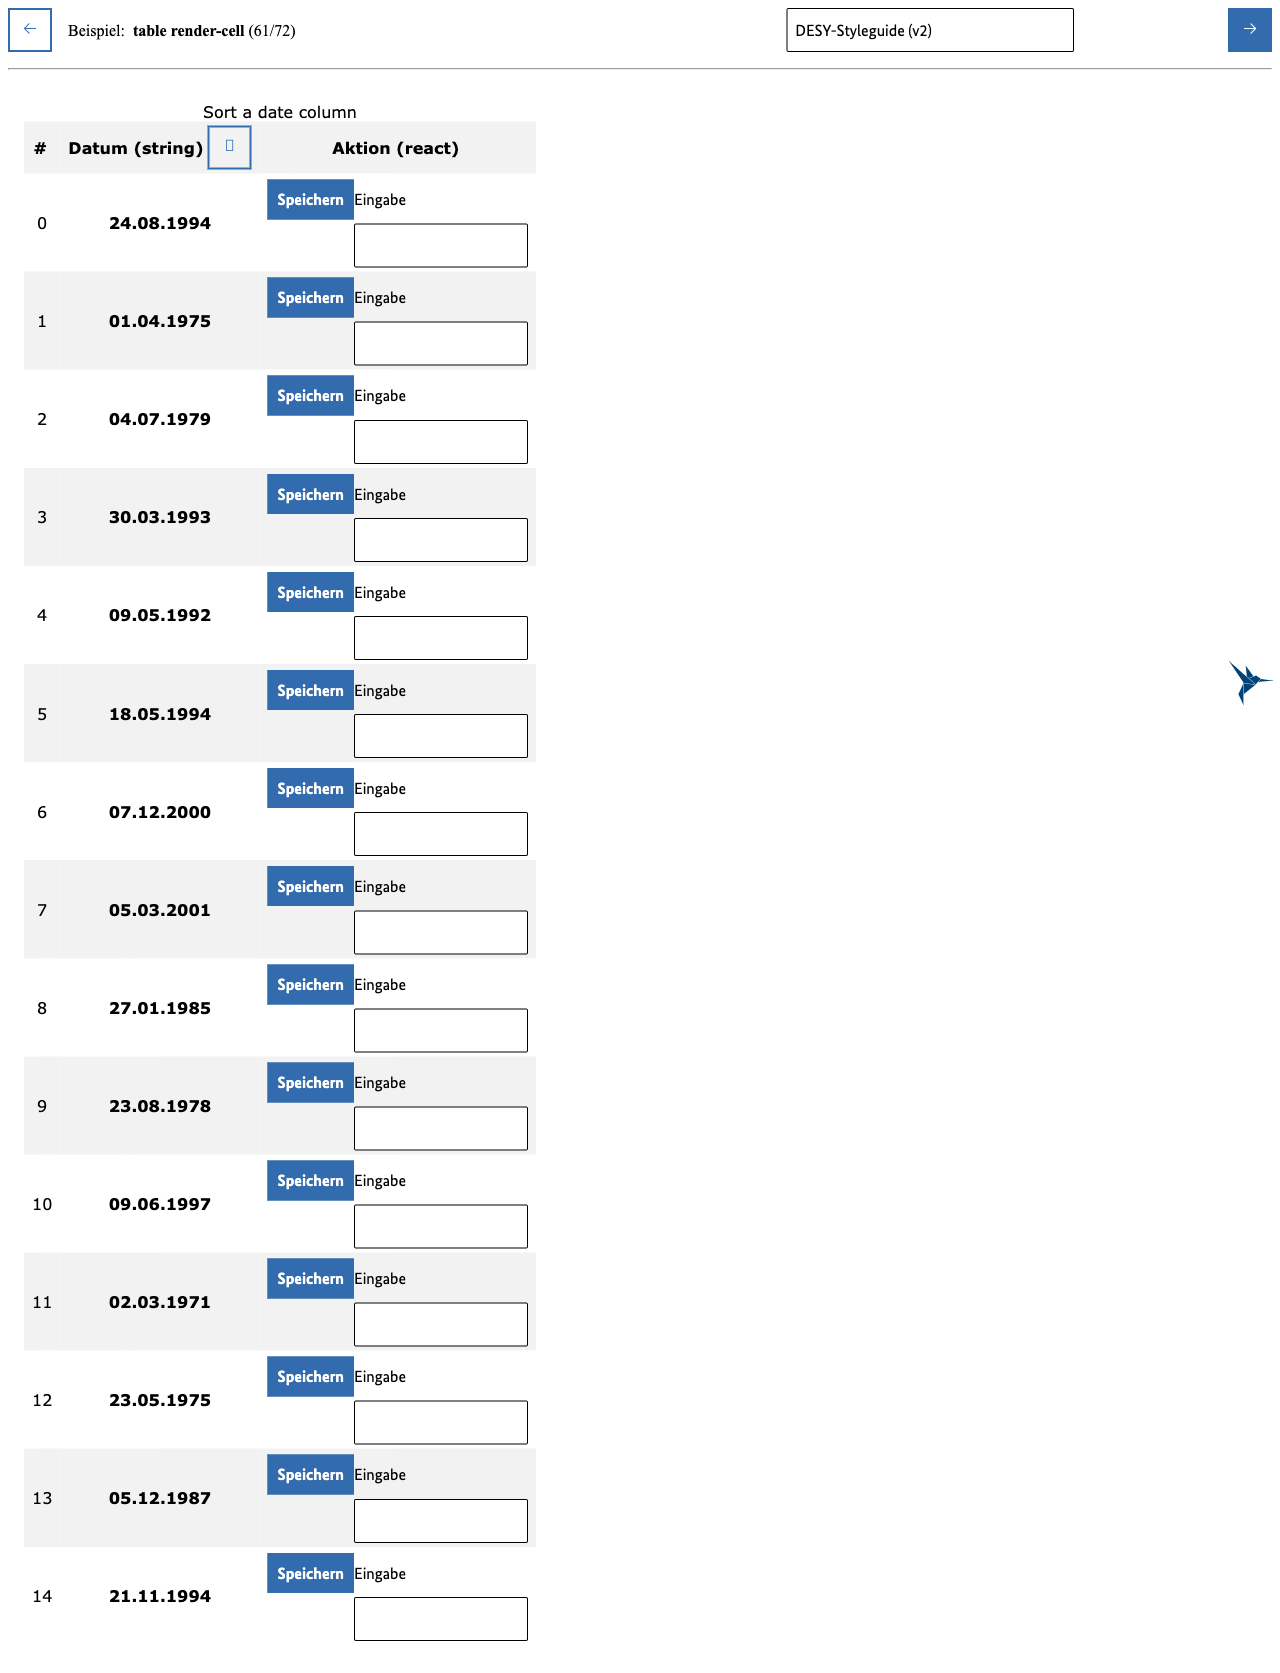 Beispiel: table render-cell (61/72)
DESY-Styleguide (v2)
Sort a date column
# Datum (string) Aktion (react)
0 24.08.1994 Speichern Eingabe
1 01.04.1975 Speichern Eingabe
2 04.07.1979 Speichern Eingabe
3 30.03.1993 Speichern Eingabe
4 09.05.1992 Speichern Eingabe
5 18.05.1994 Speichern Eingabe
6 07.12.2000 Speichern Eingabe
7 05.03.2001 Speichern Eingabe
8 27.01.1985 Speichern Eingabe
9 23.08.1978 Speichern Eingabe
10 09.06.1997 Speichern Eingabe
11 02.03.1971 Speichern Eingabe
12 23.05.1975 Speichern Eingabe
13 05.12.1987 Speichern Eingabe
14 21.11.1994 Speichern Eingabe